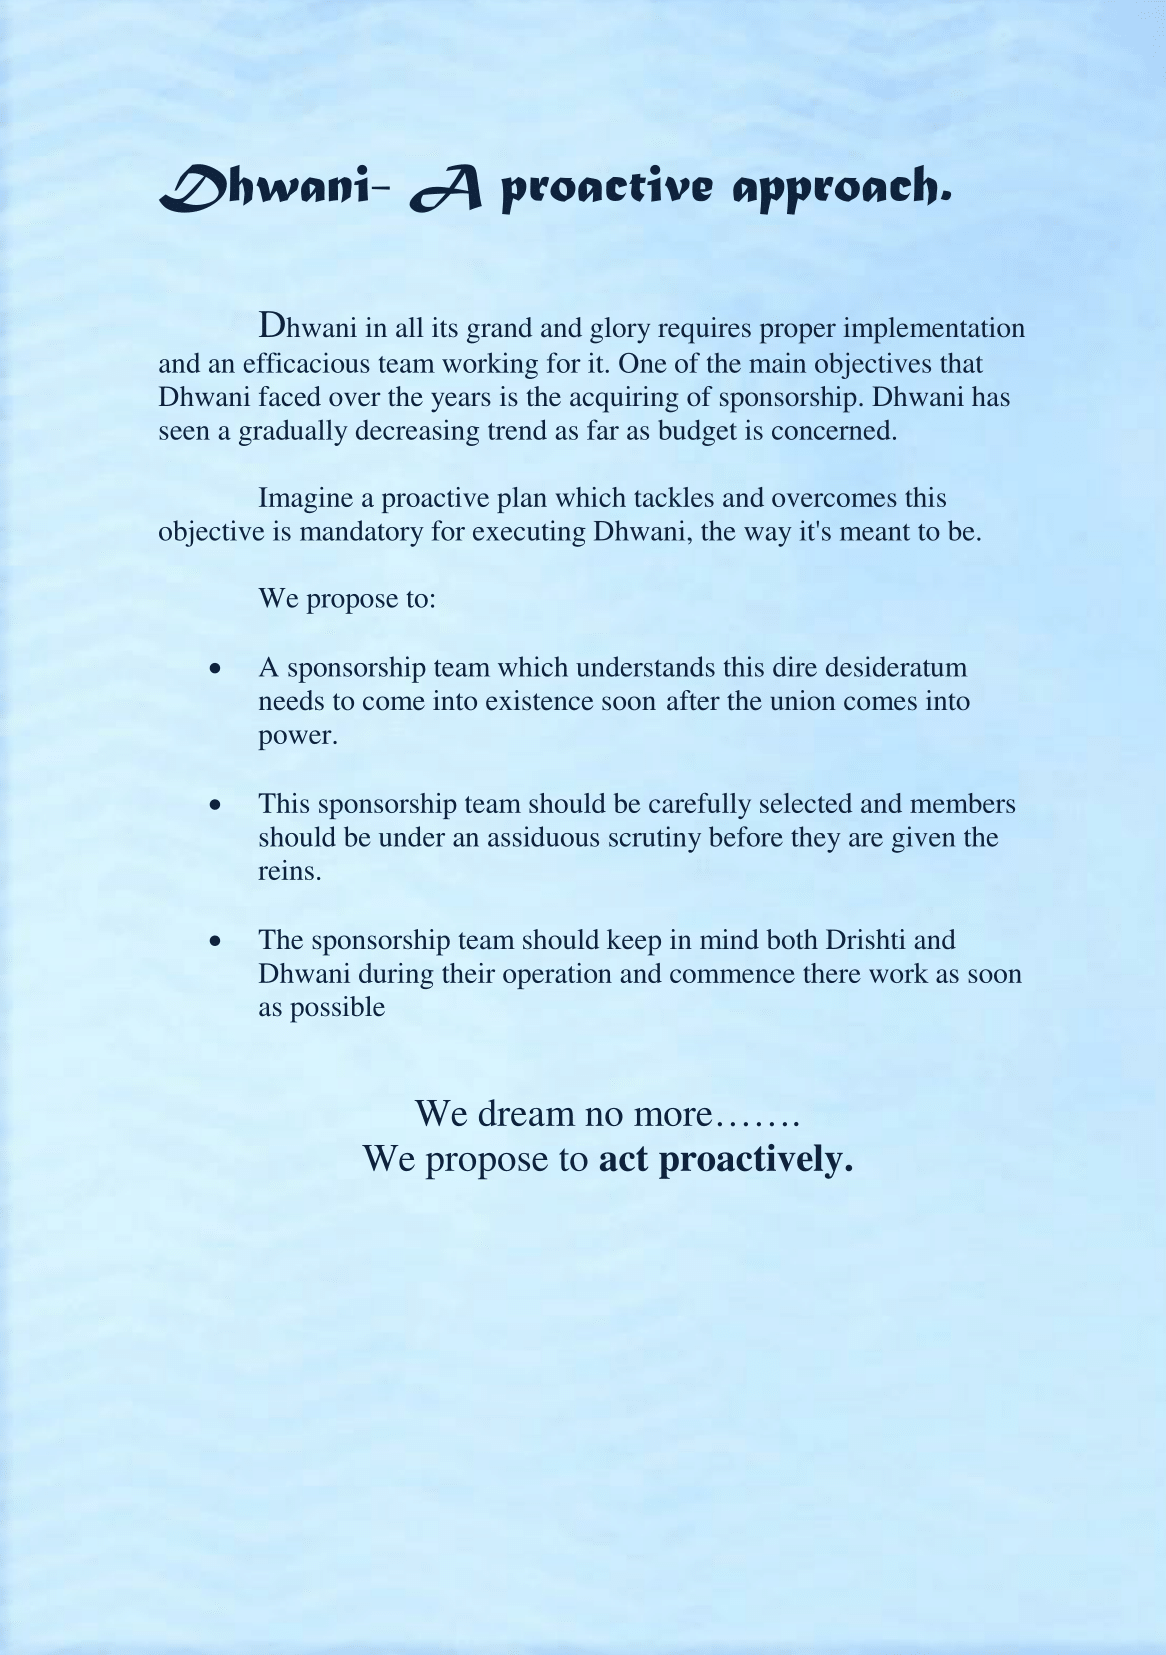 Dhwani- A proactive approach.
Dhwani in all its grand and glory requires proper implementation
and an efficacious team working for it. One of the main objectives that
Dhwani faced over the years is the acquiring of sponsorship. Dhwani has
seen a gradually decreasing trend as far as budget is concerned.
Imagine a proactive plan which tackles and overcomes this
objective is mandatory for executing Dhwani, the way it's meant to be.
We propose to:
• A sponsorship team which understands this dire desideratum
needs to come into existence soon after the union comes into
power.
• This sponsorship team should be carefully selected and members
should be under an assiduous scrutiny before they are given the
reins.
• The sponsorship team should keep in mind both Drishti and
Dhwani during their operation and commence there work as soon
as possible
We dream no more…….
We propose to act proactively.